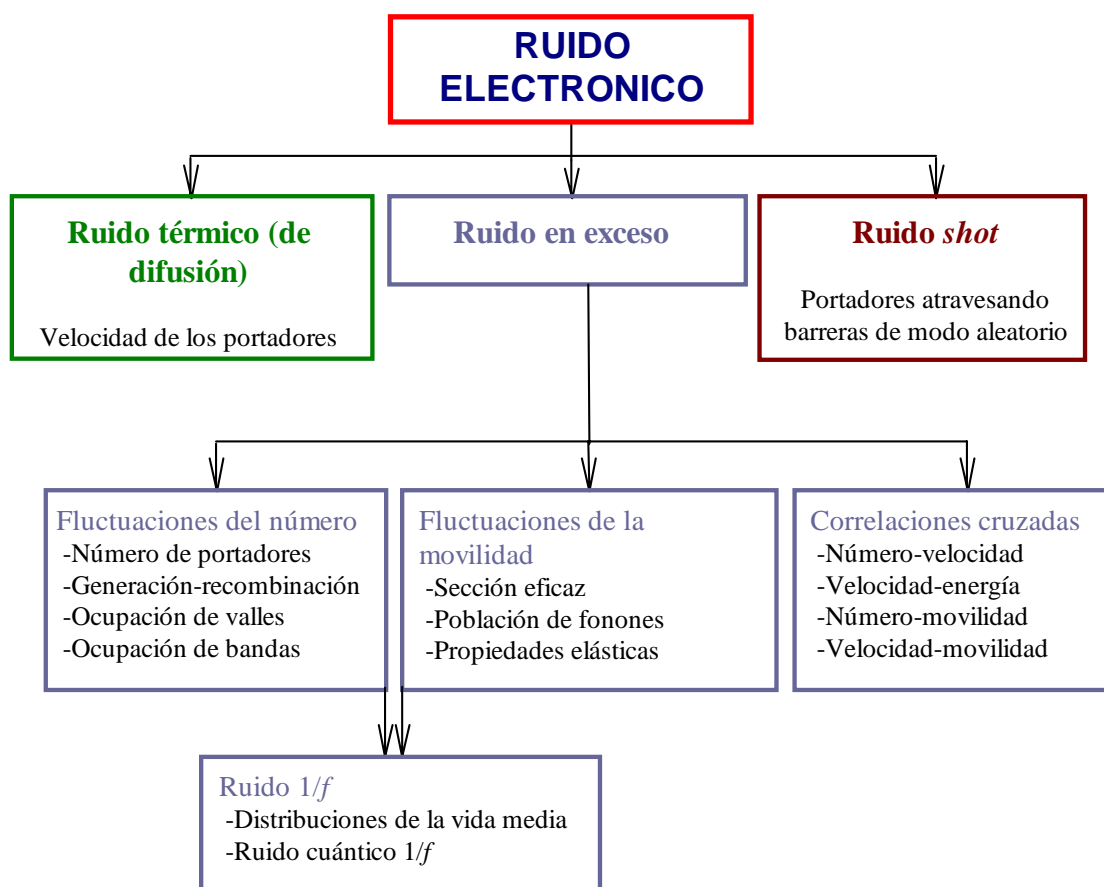 RUIDO
ELECTRONICO
Ruido térmico (de
difusión)
Velocidad de los portadores
Ruido en exceso
Ruido shot
Portadores atravesando
barreras de modo aleatorio
Fluctuaciones del número
-Número de portadores
-Generación-recombinación
-Ocupación de valles
-Ocupación de bandas
Fluctuaciones de la
movilidad
-Sección eficaz
-Población de fonones
-Propiedades elásticas
Correlaciones cruzadas
-Número-velocidad
-Velocidad-energía
-Número-movilidad
-Velocidad-movilidad
Ruido 1/f
-Distribuciones de la vida media
-Ruido cuántico 1/f